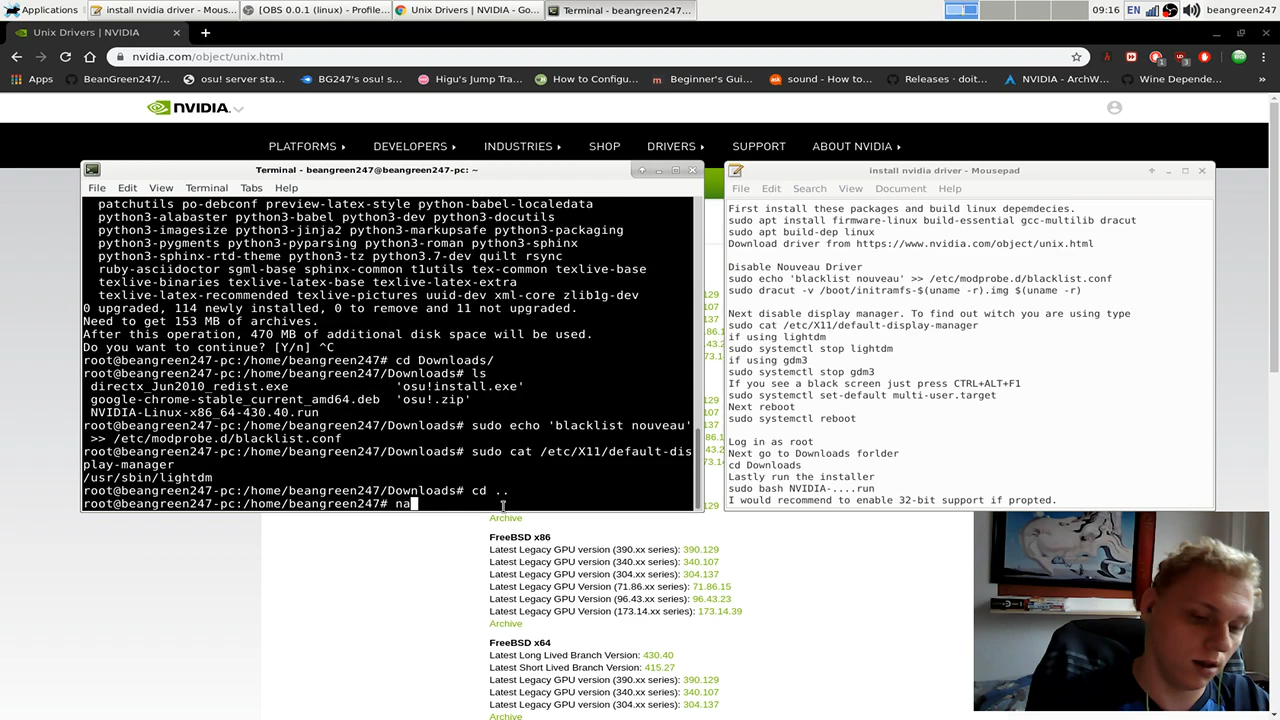 Applications
install nvidia driver - Mous...
[OBS 0.0.1 (linux) - Profile...
Unix Drivers | NVIDIA - Go...
Terminal - beangreen247...
09:16
EN
beangreen247
Unix Drivers | NVIDIA
nvidia.com/object/unix.html
Apps
BeanGreen247/...
osu! server sta...
BG247's osu! s...
Higu's Jump Tra...
How to Configu...
Beginner's Gui...
sound - How to...
Releases · doit...
NVIDIA - ArchW...
Wine Depende...
NVIDIA.
PLATFORMS
DEVELOPERS
INDUSTRIES
SHOP
DRIVERS
SUPPORT
ABOUT NVIDIA
Terminal - beangreen247@beangreen247-pc: ~
File Edit View Terminal Tabs Help
patchutils po-debconf preview-latex-style python-babel-localedata
python3-alabaster python3-babel python3-dev python3-docutils
python3-imagesize python3-jinja2 python3-markupsafe python3-packaging
python3-pygments python3-pyparsing python3-roman python3-sphinx
python3-sphinx-rtd-theme python3-tz python3.7-dev quilt rsync
ruby-asciidoctor sgml-base sphinx-common t1utils tex-common texlive-base
texlive-binaries texlive-latex-base texlive-latex-extra
texlive-latex-recommended texlive-pictures uuid-dev xml-core zlib1g-dev
0 upgraded, 114 newly installed, 0 to remove and 11 not upgraded.
Need to get 153 MB of archives.
After this operation, 470 MB of additional disk space will be used.
Do you want to continue? [Y/n] ^C
root@beangreen247-pc:/home/beangreen247# cd Downloads/
root@beangreen247-pc:/home/beangreen247/Downloads# ls
directx_Jun2010_redist.exe 'osu!install.exe'
google-chrome-stable_current_amd64.deb 'osu!.zip'
NVIDIA-Linux-x86_64-430.40.run
root@beangreen247-pc:/home/beangreen247/Downloads# sudo echo 'blacklist nouveau'
>> /etc/modprobe.d/blacklist.conf
root@beangreen247-pc:/home/beangreen247/Downloads# sudo cat /etc/X11/default-dis
play-manager
/usr/sbin/lightdm
root@beangreen247-pc:/home/beangreen247/Downloads# cd ..
root@beangreen247-pc:/home/beangreen247# na
install nvidia driver - Mousepad
File Edit Search View Document Help
First install these packages and build linux depemdecies.
sudo apt install firmware-linux build-essential gcc-multilib dracut
sudo apt build-dep linux
Download driver from https://www.nvidia.com/object/unix.html
Disable Nouveau Driver
sudo echo 'blacklist nouveau' >> /etc/modprobe.d/blacklist.conf
sudo dracut -v /boot/initramfs-$(uname -r).img $(uname -r)
Next disable display manager. To find out witch you are using type
sudo cat /etc/X11/default-display-manager
if using lightdm
sudo systemctl stop lightdm
if using gdm3
sudo systemctl stop gdm3
If you see a black screen just press CTRL+ALT+F1
sudo systemctl set-default multi-user.target
Next reboot
sudo systemctl reboot
Log in as root
Next go to Downloads forlder
cd Downloads
Lastly run the installer
sudo bash NVIDIA-....run
I would recommend to enable 32-bit support if propted.
Archive
FreeBSD x86
Latest Legacy GPU version (390.xx series): 390.129
Latest Legacy GPU version (340.xx series): 340.107
Latest Legacy GPU version (304.xx series): 304.137
Latest Legacy GPU Version (71.86.xx series): 71.86.15
Latest Legacy GPU Version (96.43.xx series): 96.43.23
Latest Legacy GPU Version (173.14.xx series): 173.14.39
Archive
FreeBSD x64
Latest Long Lived Branch Version: 430.40
Latest Short Lived Branch Version: 415.27
Latest Legacy GPU version (390.xx series): 390.129
Latest Legacy GPU version (340.xx series): 340.107
Latest Legacy GPU version (304.xx series): 304.137
Archive